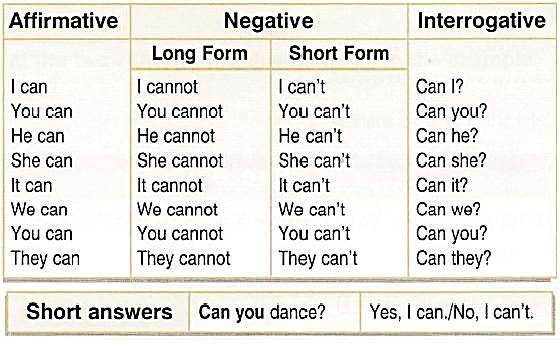 Affirmative Negative Interrogative
Long Form Short Form
I can I cannot I can't Can I?
You can You cannot You can't Can you?
He can He cannot He can't Can he?
She can She cannot She can't Can she?
It can It cannot It can't Can it?
We can We cannot We can't Can we?
You can You cannot You can't Can you?
They can They cannot They can't Can they?
Short answers Can you dance? Yes, I can./No, I can't.